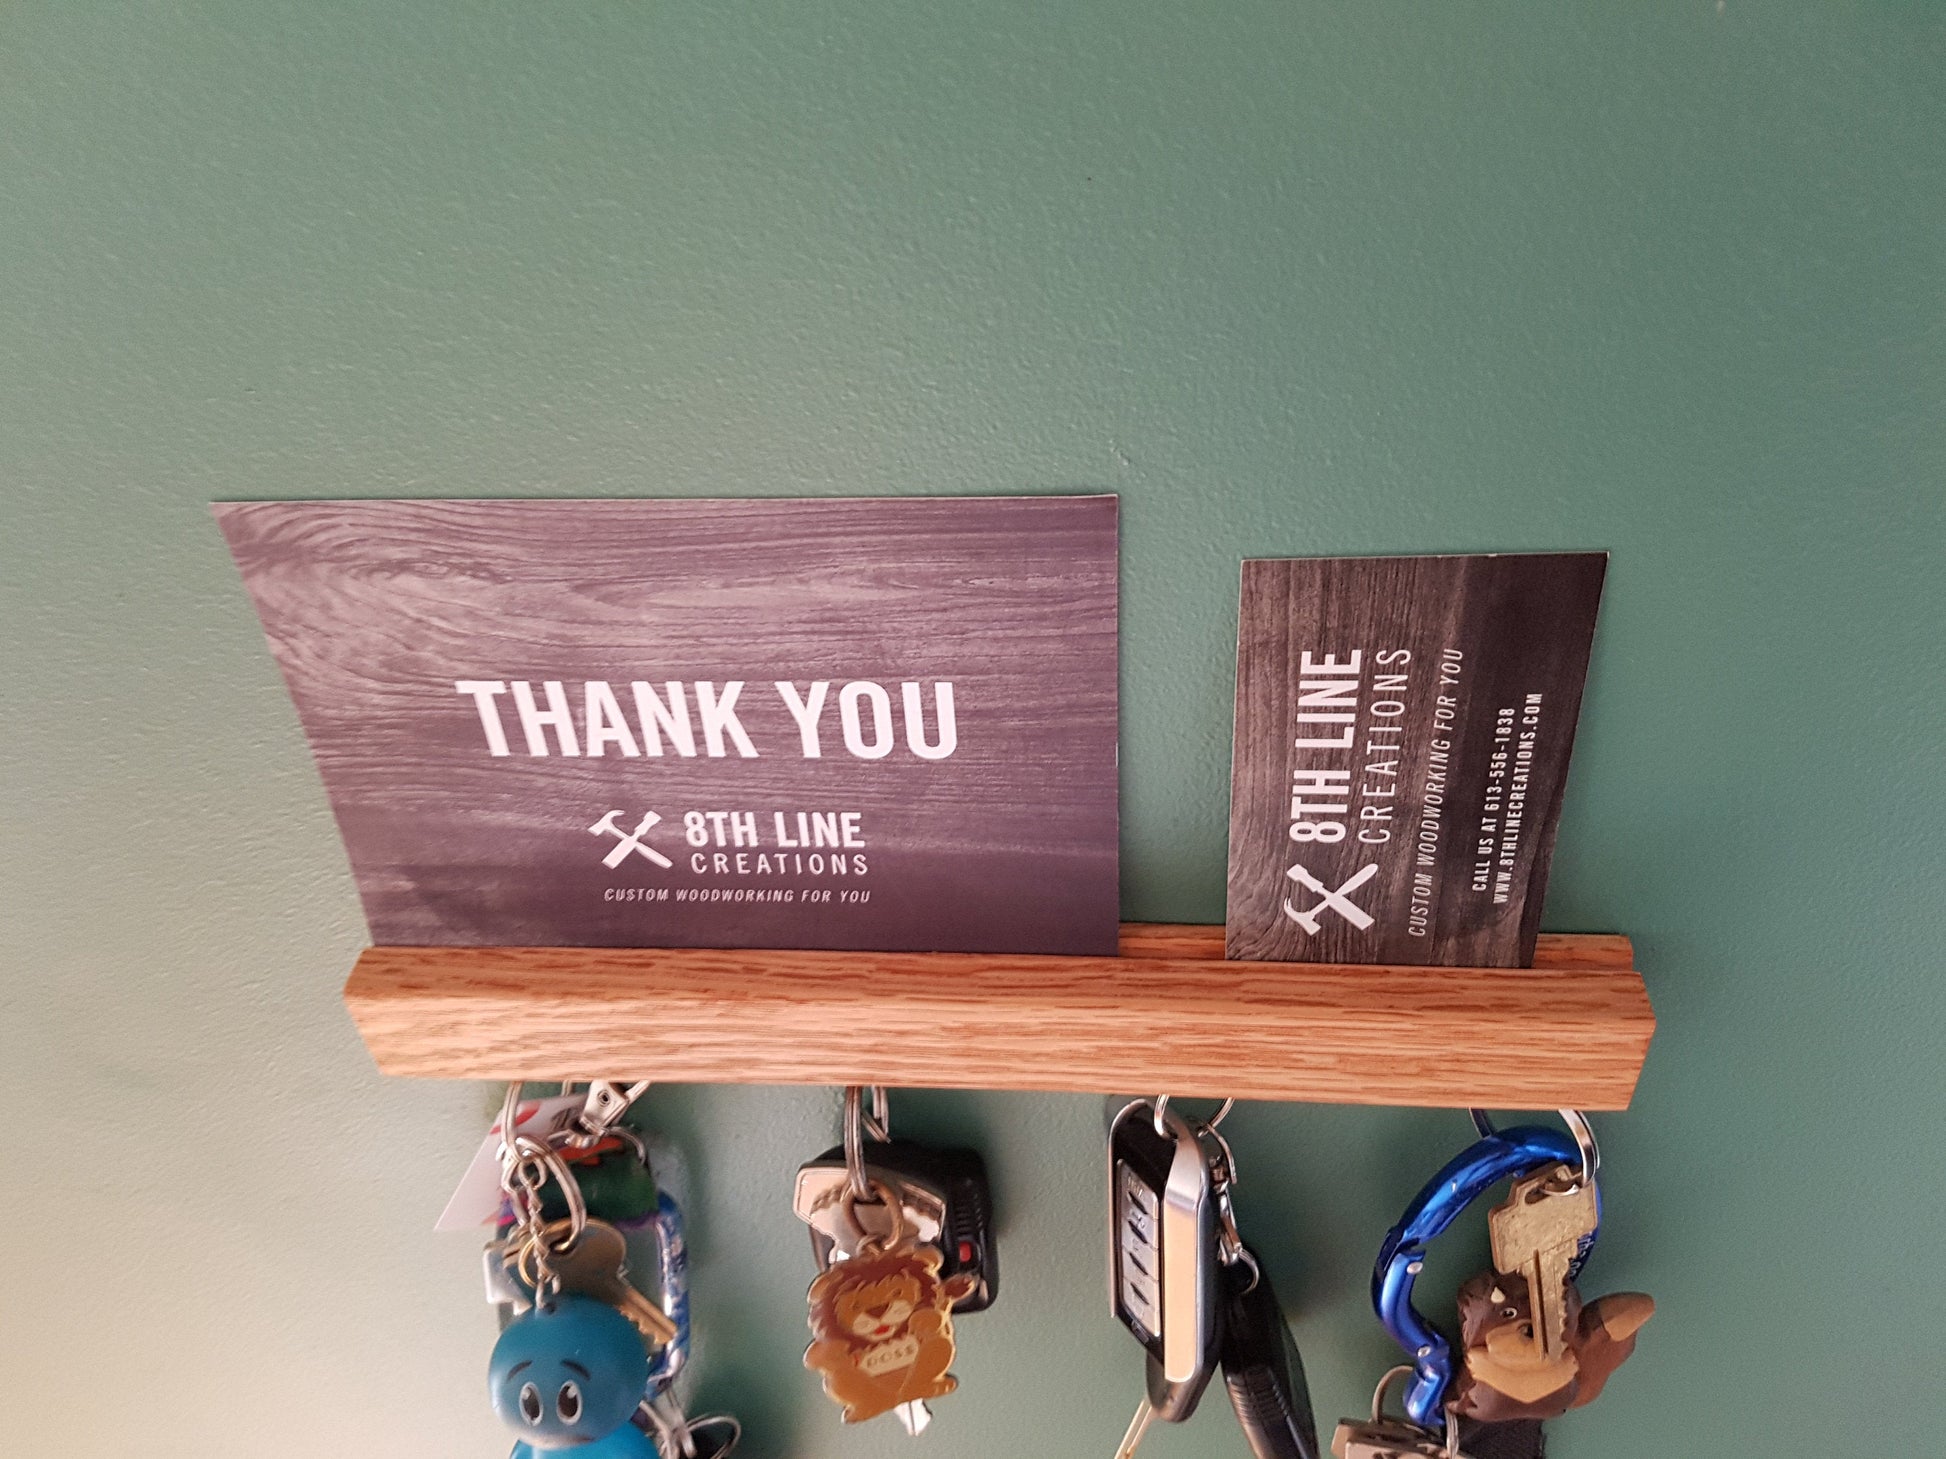 THANK YOU
8TH LINE
CREATIONS
CUSTOM WOODWORKING FOR YOU
8TH LINE
CREATIONS
CUSTOM WOODWORKING FOR YOU
CALL US AT 613-556-1838
WWW.8THLINECREATIONS.COM